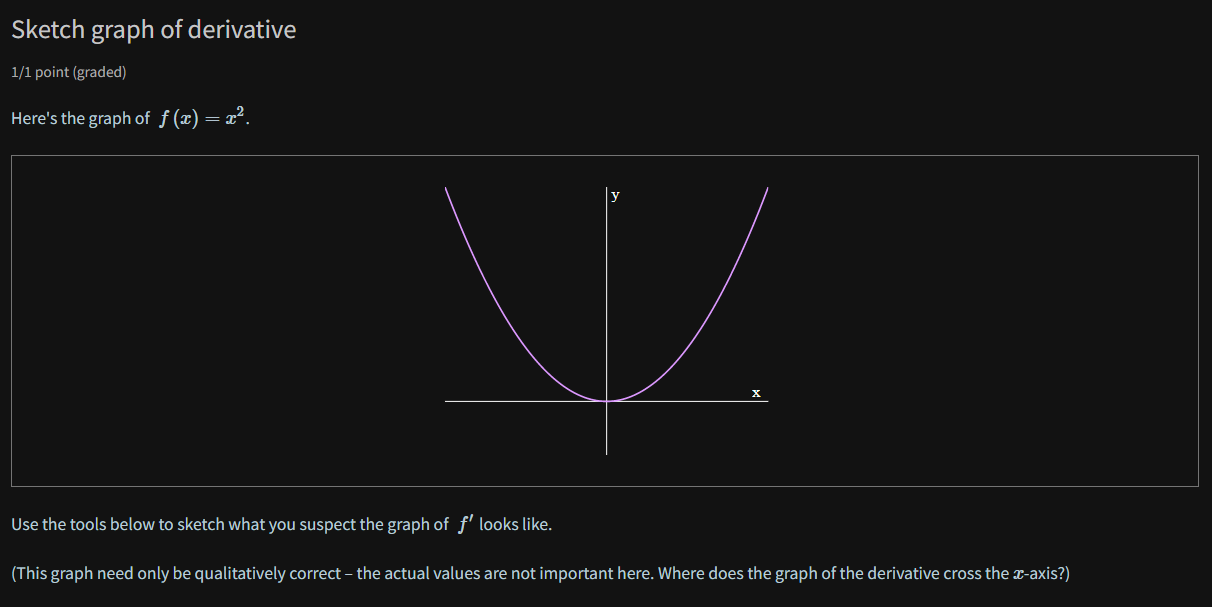 Sketch graph of derivative
1/1 point (graded)
Here's the graph of f (x) = x².
y
x
Use the tools below to sketch what you suspect the graph of f′ looks like.
(This graph need only be qualitatively correct – the actual values are not important here. Where does the graph of the derivative cross the x-axis?)